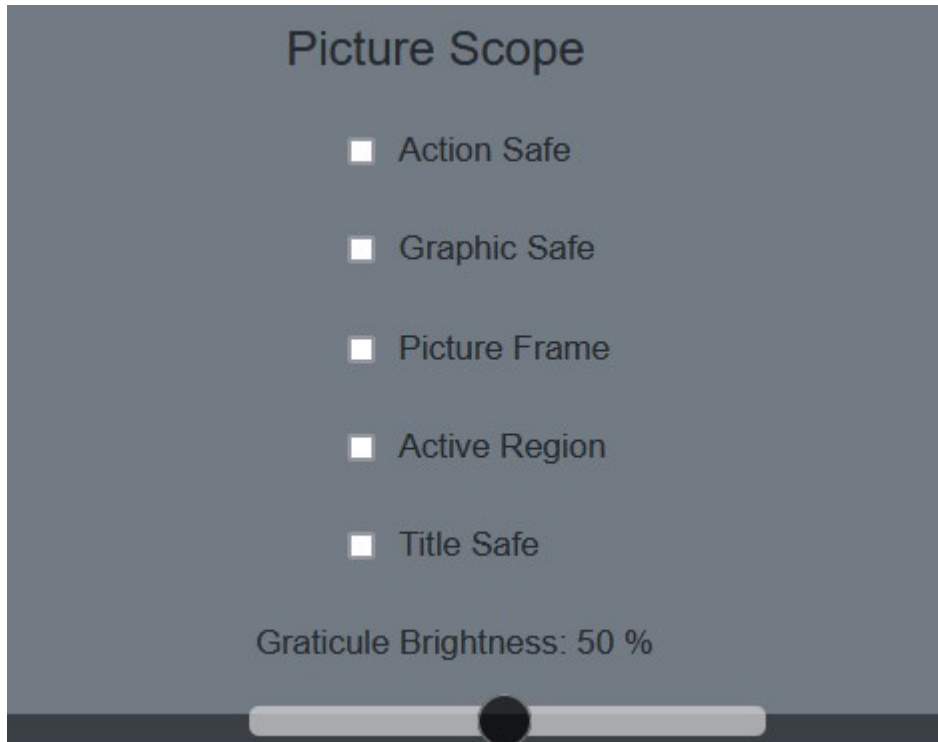 Picture Scope
Action Safe
Graphic Safe
Picture Frame
Active Region
Title Safe
Graticule Brightness: 50 %